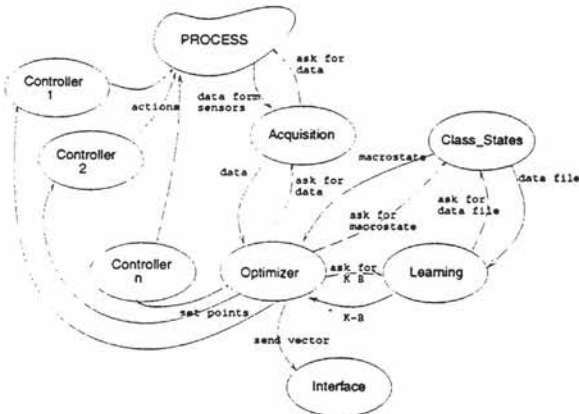 PROCESS
ask for
data
Controller
1
actions
data form
sensors
Acquisition
Class_States
Controller
2
data
ask for
data
macrostate
data file
ask for
data file
ask for
macrostate
Controller
n
Optimizer
ask for
K B
Learning
K-B
set points
send vector
Interface